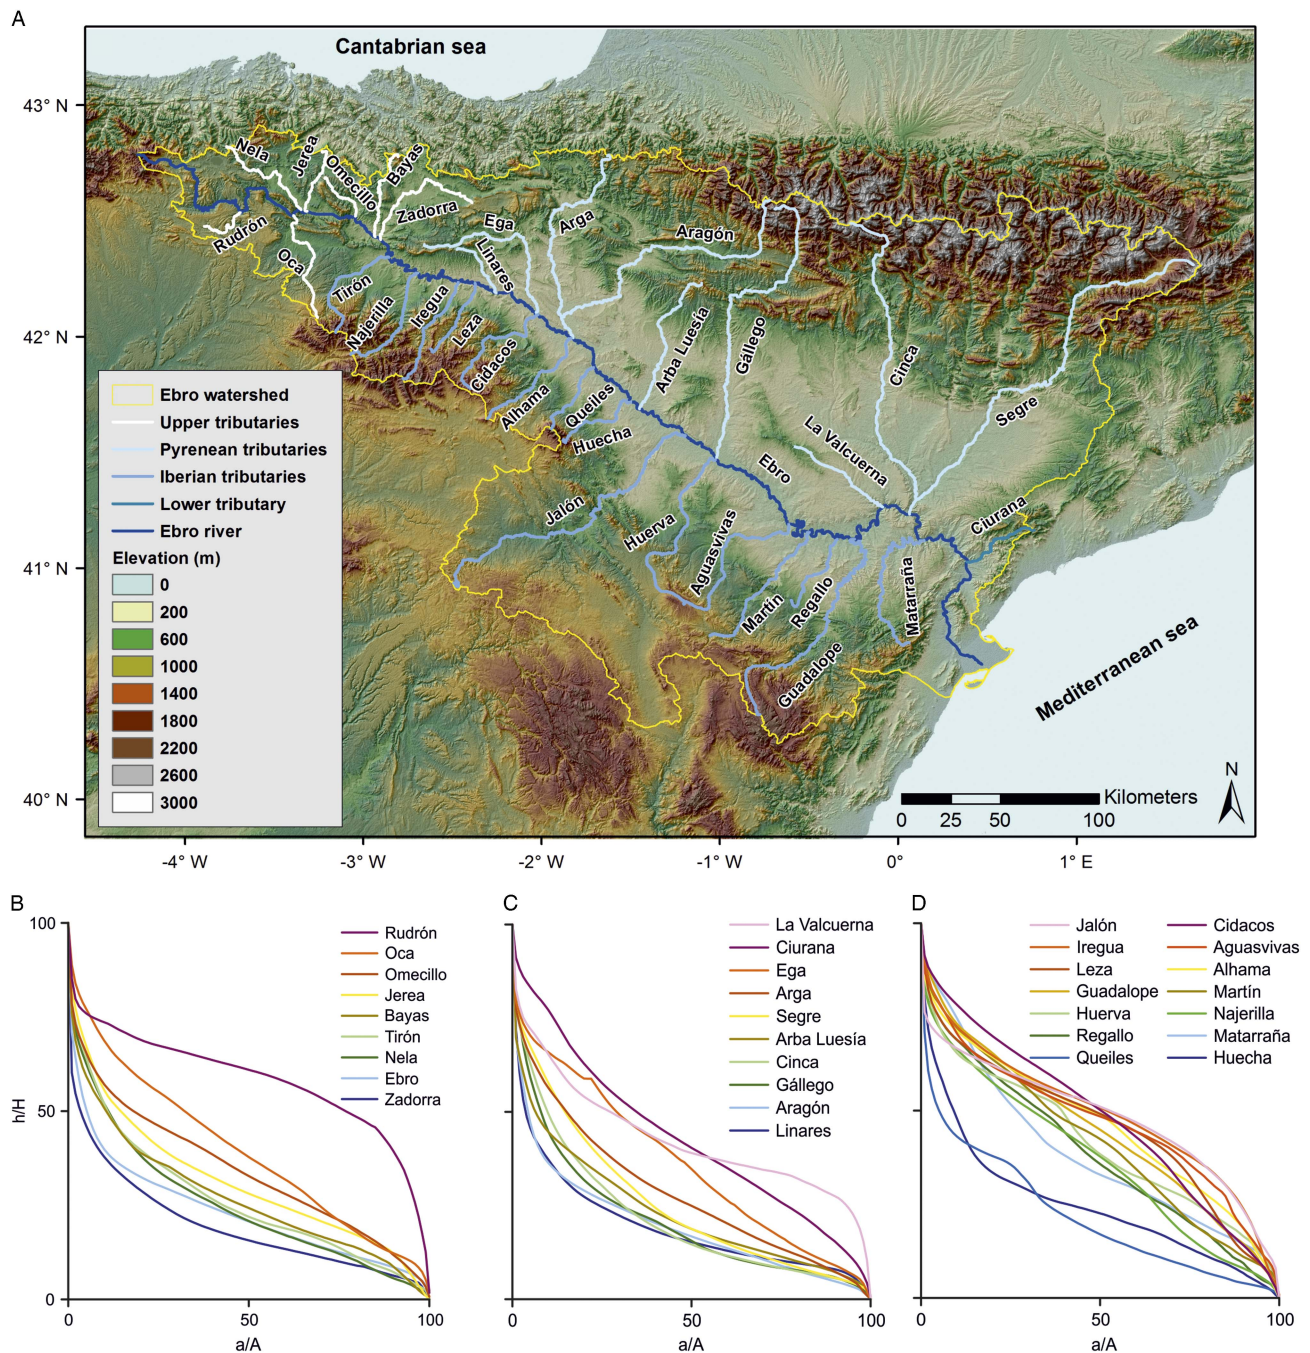 A
Cantabrian sea
43° N
42° N
41° N
40° N
Nela
Jerea
Omecillo
Bayas
Zadorra
Rudrón
Oca
Ega
Arga
Aragón
Linares
Tirón
Najerilla
Iregua
Leza
Cidacos
Alhama
Queiles
Huecha
Arba Luesía
Gállego
Cinca
Segre
La Valcuerna
Ebro
Jalón
Huerva
Aguasvivas
Martín
Regallo
Guadalope
Matarraña
Ciurana
Mediterranean sea
Ebro watershed
Upper tributaries
Pyrenean tributaries
Iberian tributaries
Lower tributary
Ebro river
Elevation (m)
0
200
600
1000
1400
1800
2200
2600
3000
N
Kilometers
0 25 50 100
-4° W -3° W -2° W -1° W 0° 1° E
B
100
50
0
h/H
Rudrón
Oca
Omecillo
Jerea
Bayas
Tirón
Nela
Ebro
Zadorra
0 50 100
a/A
C
La Valcuerna
Ciurana
Ega
Arga
Segre
Arba Luesía
Cinca
Gállego
Aragón
Linares
0 50 100
a/A
D
Jalón Cidacos
Iregua Aguasvivas
Leza Alhama
Guadalope Martín
Huerva Najerilla
Regallo Matarraña
Queiles Huecha
0 50 100
a/A